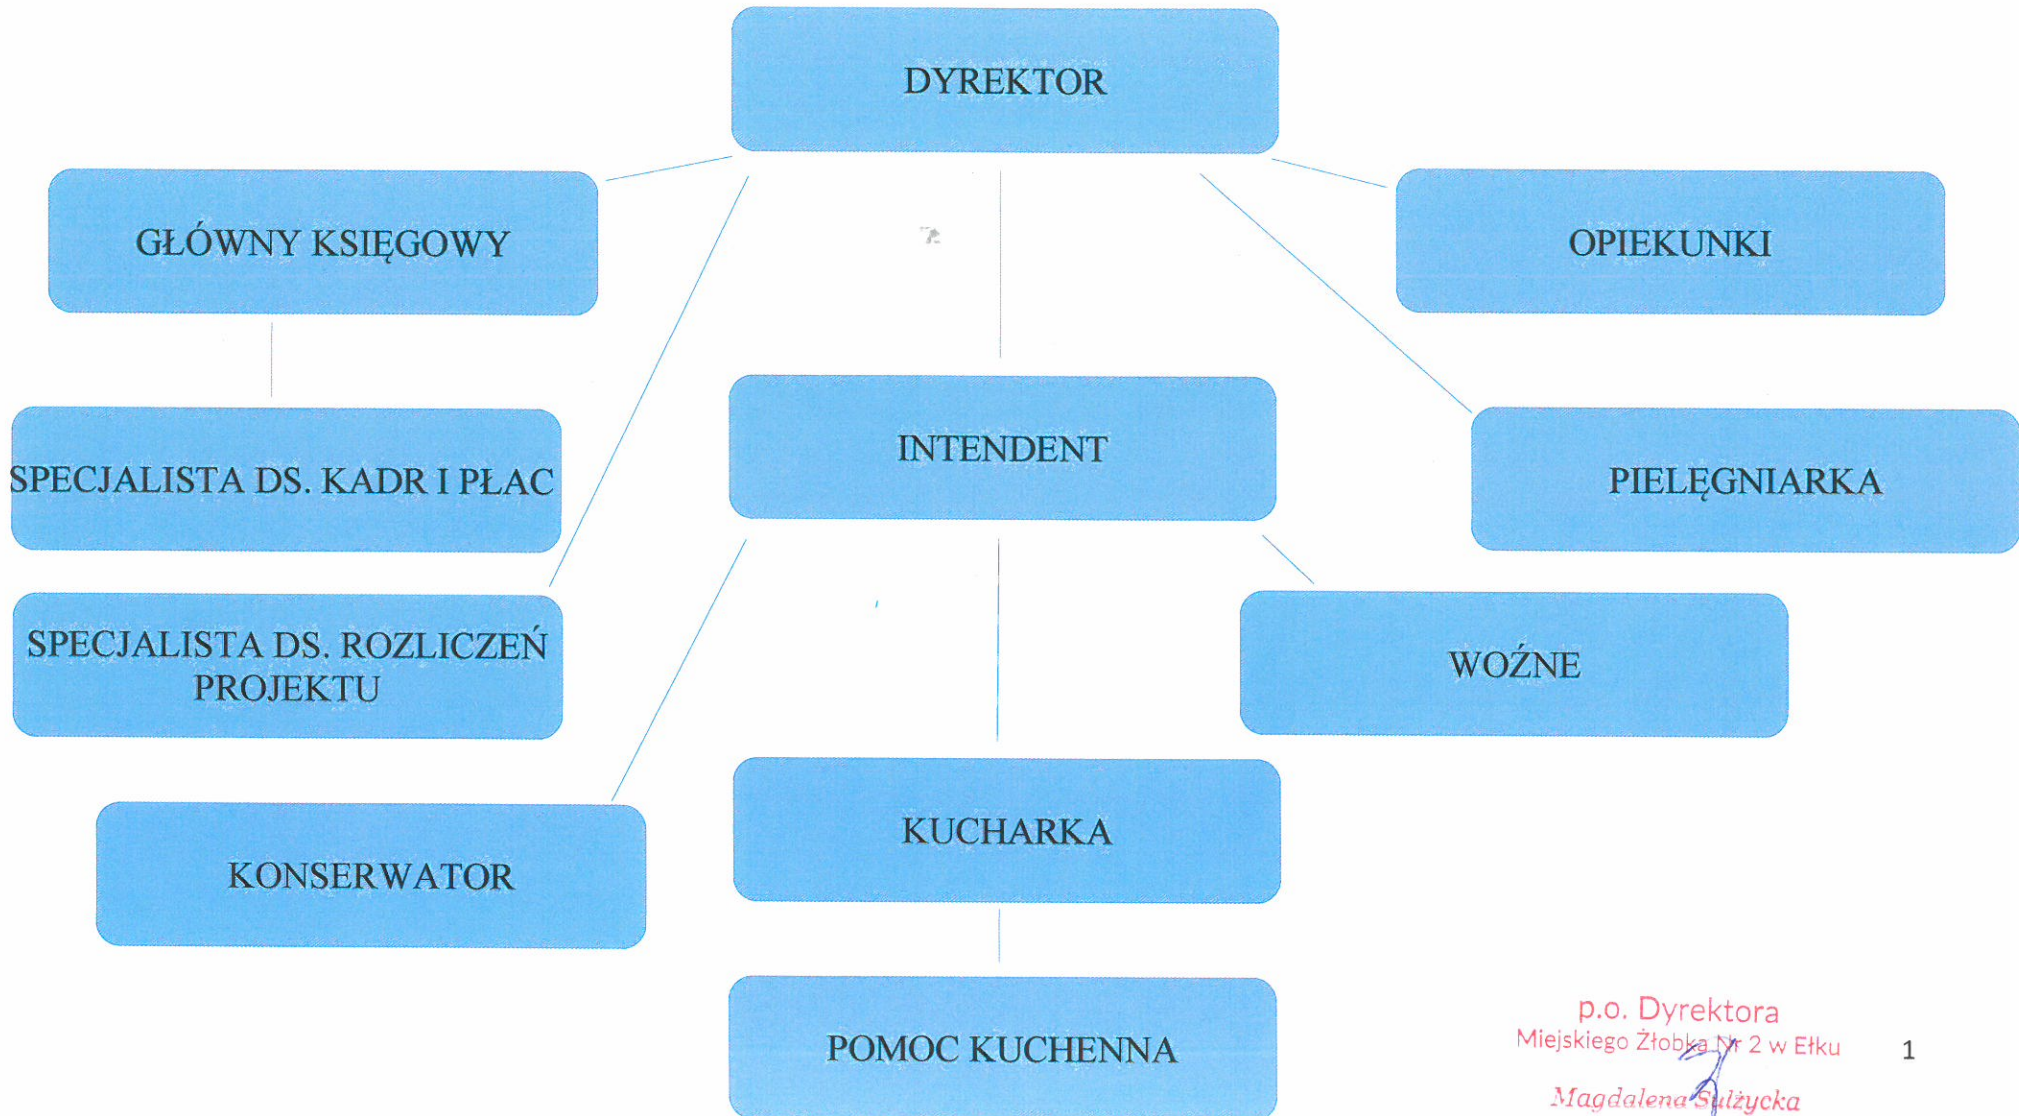 DYREKTOR
GŁÓWNY KSIĘGOWY
OPIEKUNKI
SPECJALISTA DS. KADR I PŁAC
INTENDENT
PIELĘGNIARKA
SPECJALISTA DS. ROZLICZEŃ
PROJEKTU
WOŹNE
KONSERWATOR
KUCHARKA
POMOC KUCHENNA
p.o. Dyrektora
Miejskiego Żłobka Nr 2 w Ełku
1
Magdalena Sulżycka